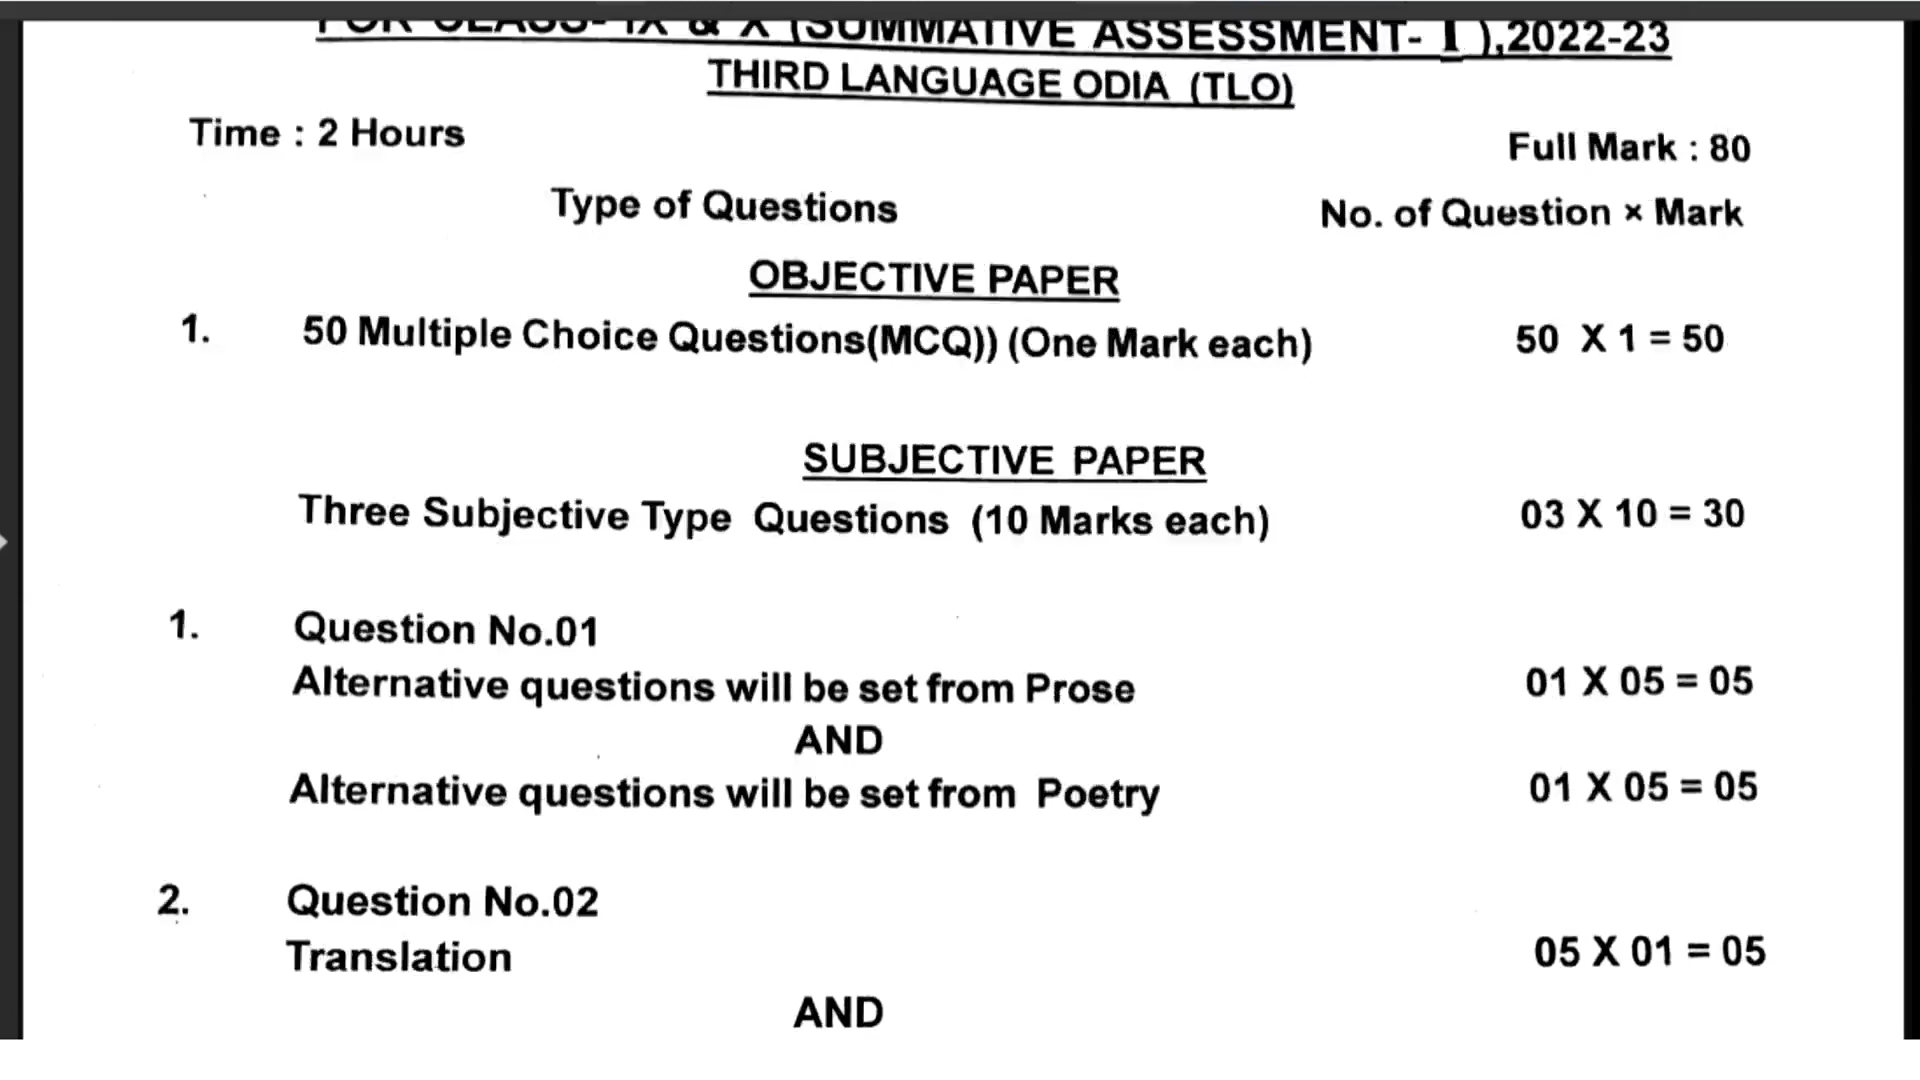 FOR CLASS- IX & X (SUMMATIVE ASSESSMENT- I ),2022-23
THIRD LANGUAGE ODIA (TLO)
Time : 2 Hours
Full Mark : 80
Type of Questions
No. of Question × Mark
OBJECTIVE PAPER
1. 50 Multiple Choice Questions(MCQ)) (One Mark each) 50 X 1 = 50
SUBJECTIVE PAPER
Three Subjective Type Questions (10 Marks each) 03 X 10 = 30
1. Question No.01
Alternative questions will be set from Prose 01 X 05 = 05
AND
Alternative questions will be set from Poetry 01 X 05 = 05
2. Question No.02
Translation 05 X 01 = 05
AND